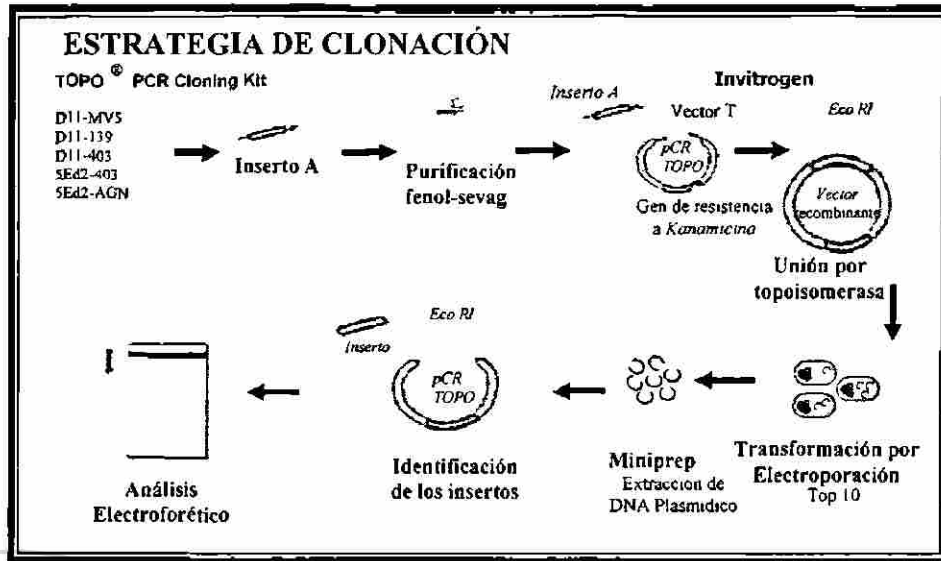 ESTRATEGIA DE CLONACIÓN
TOPO ® PCR Cloning Kit
D11-MV5
D11-139
D11-403
SEd2-403
SEd2-AGN
Inserto A
Purificación
fenol-sevag
Inserto A
Invitrogen
Vector T
pCR
TOPO
Gen de resistencia
a Kanamicina
Eco RI
Vector
recombinante
Unión por
topoisomerasa
Transformación por
Electroporación
Top 10
Miniprep
Extraccion de
DNA Plasmidico
Eco RI
Inserto
pCR
TOPO
Identificación
de los insertos
Análisis
Electroforético